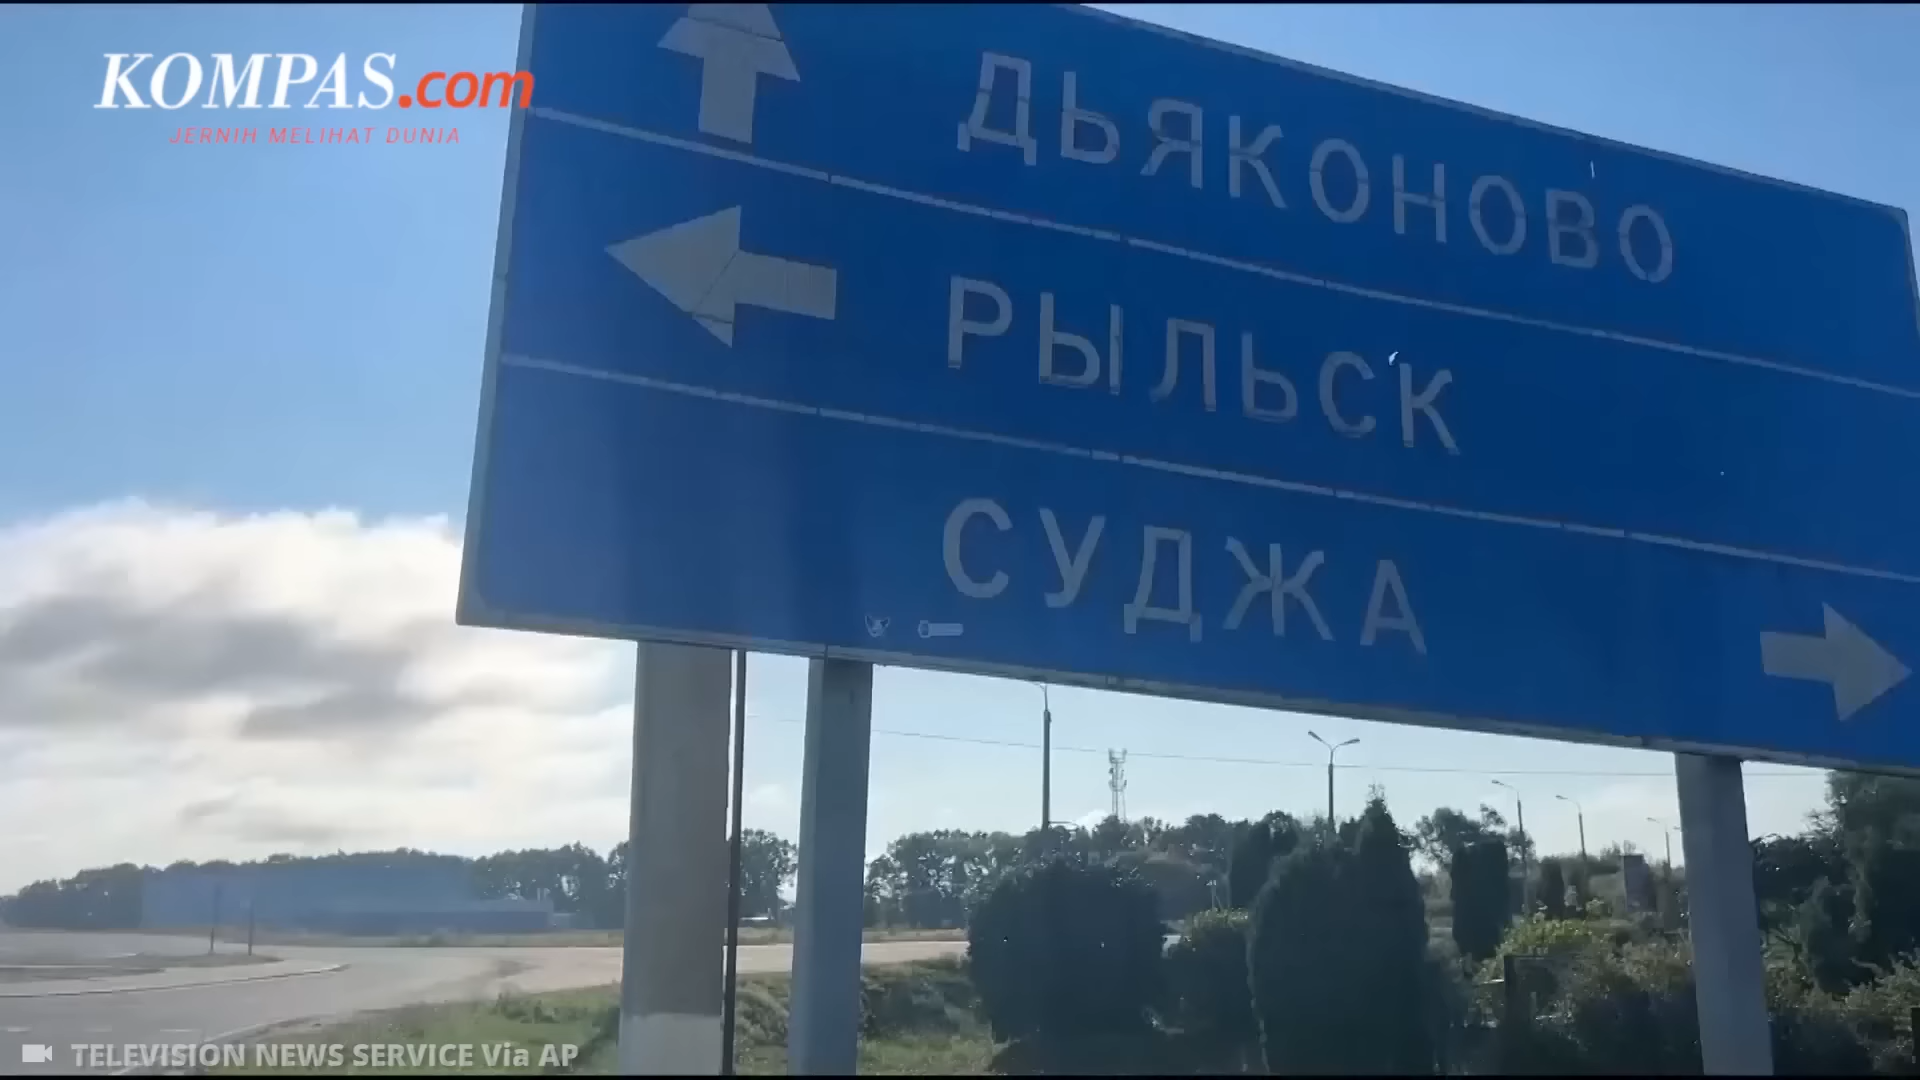 KOMPAS.com
JERNIH MELIHAT DUNIA
ДЬЯКОНОВО
РЫЛЬСК
СУДЖА
TELEVISION NEWS SERVICE Via AP